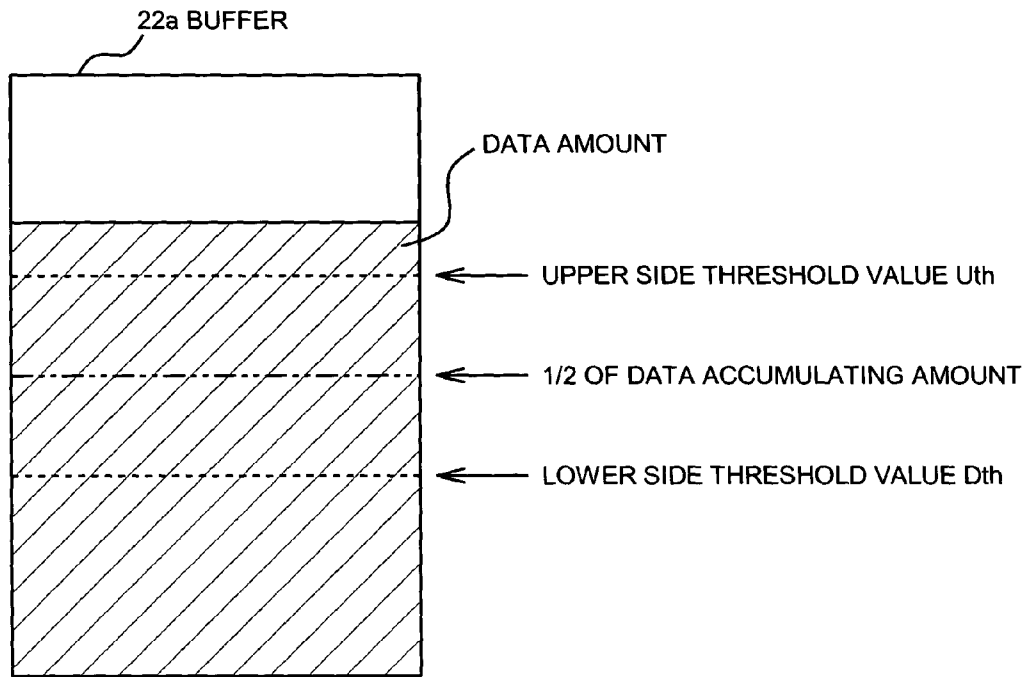 22a BUFFER
DATA AMOUNT
UPPER SIDE THRESHOLD VALUE Uth
1/2 OF DATA ACCUMULATING AMOUNT
LOWER SIDE THRESHOLD VALUE Dth